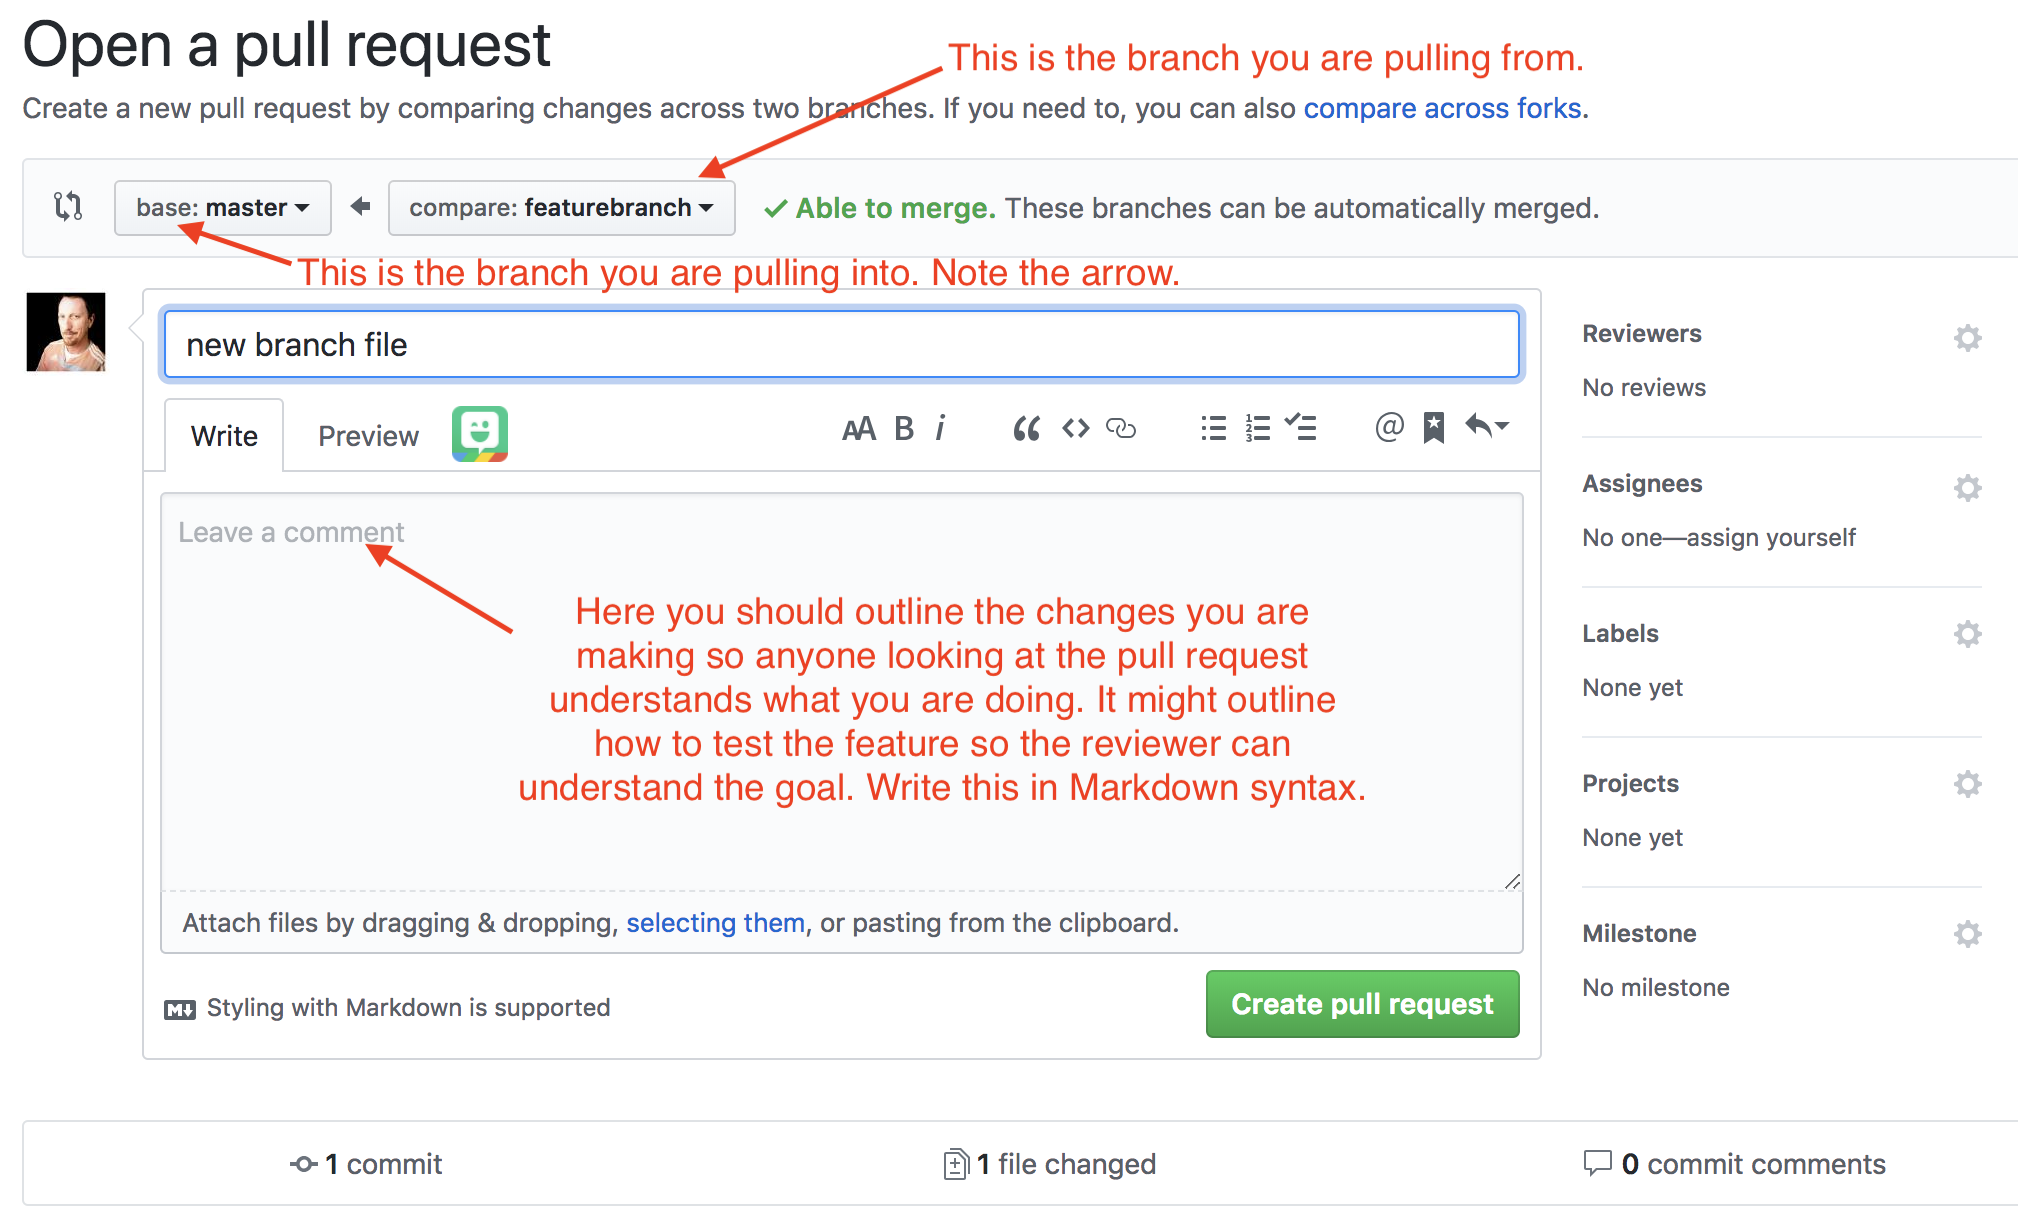 Open a pull request
This is the branch you are pulling from.
Create a new pull request by comparing changes across two branches. If you need to, you can also compare across forks.
base: master
compare: featurebranch
Able to merge. These branches can be automatically merged.
This is the branch you are pulling into. Note the arrow.
new branch file
Write
Preview
AA B i
@
Leave a comment
Here you should outline the changes you are
making so anyone looking at the pull request
understands what you are doing. It might outline
how to test the feature so the reviewer can
understand the goal. Write this in Markdown syntax.
Attach files by dragging & dropping, selecting them, or pasting from the clipboard.
Styling with Markdown is supported
Create pull request
Reviewers
No reviews
Assignees
No one—assign yourself
Labels
None yet
Projects
None yet
Milestone
No milestone
1 commit
1 file changed
0 commit comments